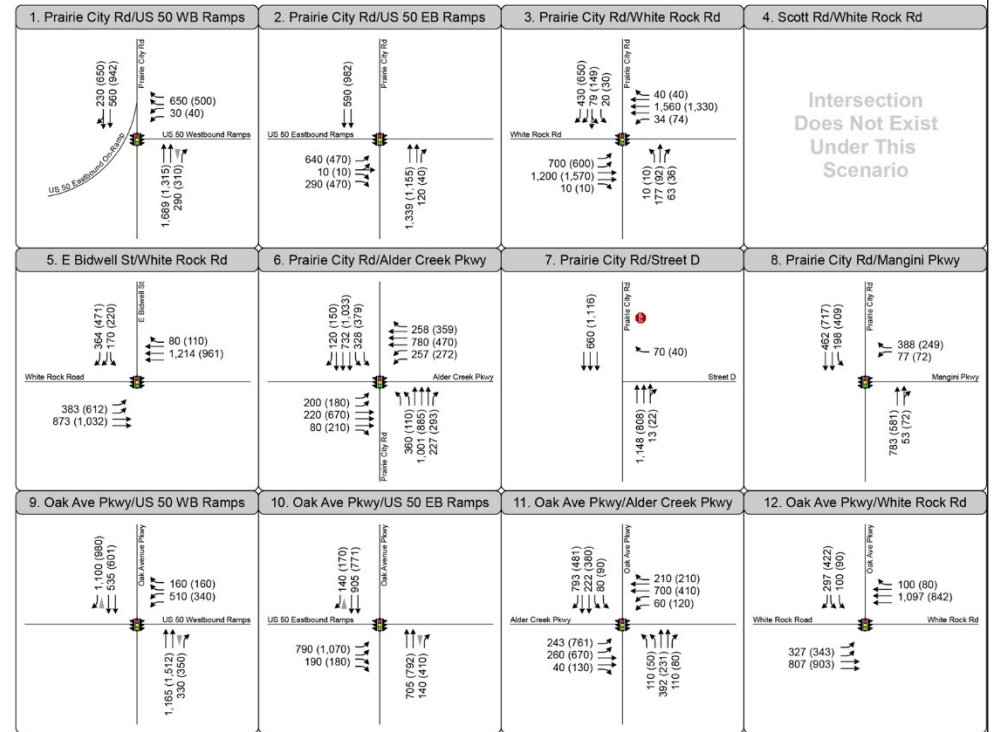 1. Prairie City Rd/US 50 WB Ramps
230 (650)
560 (942)
Prairie City Rd
650 (500)
30 (40)
US 50 Westbound Ramps
US 50 Eastbound On-Ramp
1,689 (1,315)
290 (310)
2. Prairie City Rd/US 50 EB Ramps
590 (982)
Prairie City Rd
US 50 Eastbound Ramps
640 (470)
10 (10)
290 (470)
1,339 (1,155)
120 (40)
3. Prairie City Rd/White Rock Rd
430 (650)
79 (149)
20 (30)
Prairie City Rd
40 (40)
1,560 (1,330)
34 (74)
White Rock Rd
700 (600)
1,200 (1,570)
10 (10)
10 (10)
177 (92)
63 (36)
4. Scott Rd/White Rock Rd
Intersection
Does Not Exist
Under This
Scenario
5. E Bidwell St/White Rock Rd
364 (471)
170 (220)
E Bidwell St
80 (110)
1,214 (961)
White Rock Road
383 (612)
873 (1,032)
6. Prairie City Rd/Alder Creek Pkwy
120 (150)
732 (1,033)
328 (379)
258 (359)
780 (470)
257 (272)
Alder Creek Pkwy
200 (180)
220 (670)
80 (210)
Prairie City Rd
360 (110)
1,001 (885)
227 (293)
7. Prairie City Rd/Street D
660 (1,116)
Prairie City Rd
STOP
70 (40)
Street D
1,148 (808)
13 (22)
8. Prairie City Rd/Mangini Pkwy
462 (717)
198 (409)
Prairie City Rd
388 (249)
77 (72)
Mangini Pkwy
783 (581)
53 (72)
9. Oak Ave Pkwy/US 50 WB Ramps
1,100 (980)
535 (601)
Oak Avenue Pkwy
160 (160)
510 (340)
US 50 Westbound Ramps
1,165 (1,512)
330 (350)
10. Oak Ave Pkwy/US 50 EB Ramps
140 (170)
905 (771)
Oak Avenue Pkwy
US 50 Eastbound Ramps
790 (1,070)
190 (180)
705 (792)
140 (410)
11. Oak Ave Pkwy/Alder Creek Pkwy
793 (481)
222 (380)
80 (90)
Oak Ave Pkwy
210 (210)
700 (410)
60 (120)
Alder Creek Pkwy
243 (761)
260 (670)
40 (130)
110 (50)
392 (231)
110 (80)
12. Oak Ave Pkwy/White Rock Rd
297 (422)
100 (90)
Oak Ave Pkwy
100 (80)
1,097 (842)
White Rock Road
White Rock Rd
327 (343)
807 (903)